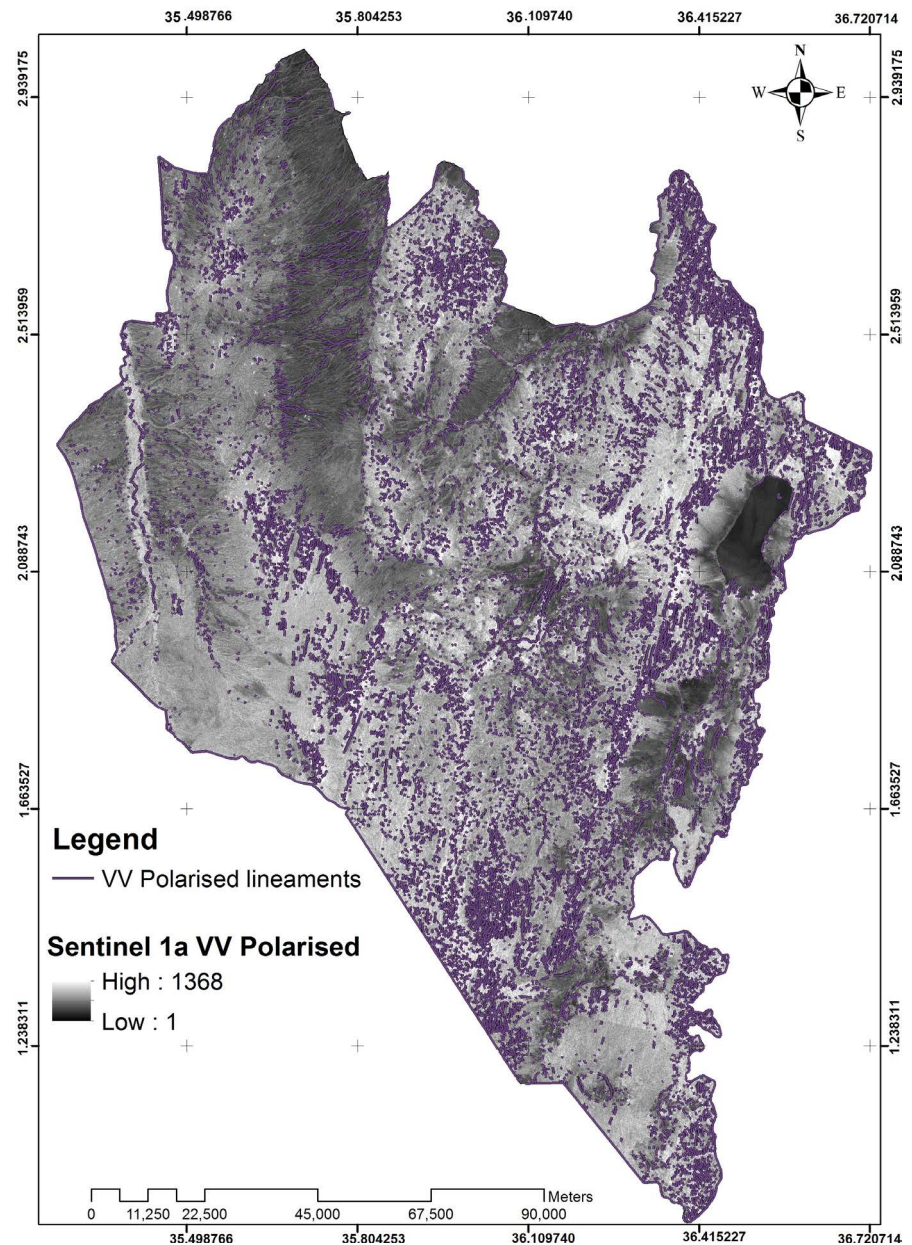 35.498766 35.804253 36.109740 36.415227 36.720714
2.939175 2.939175
N
W E
S
2.513959 2.513959
2.088743 2.088743
1.663527 1.663527
Legend
VV Polarised lineaments
Sentinel 1a VV Polarised
High : 1368
Low : 1
1.238311 1.238311
Meters
0 11,250 22,500 45,000 67,500 90,000
35.498766 35.804253 36.109740 36.415227 36.720714